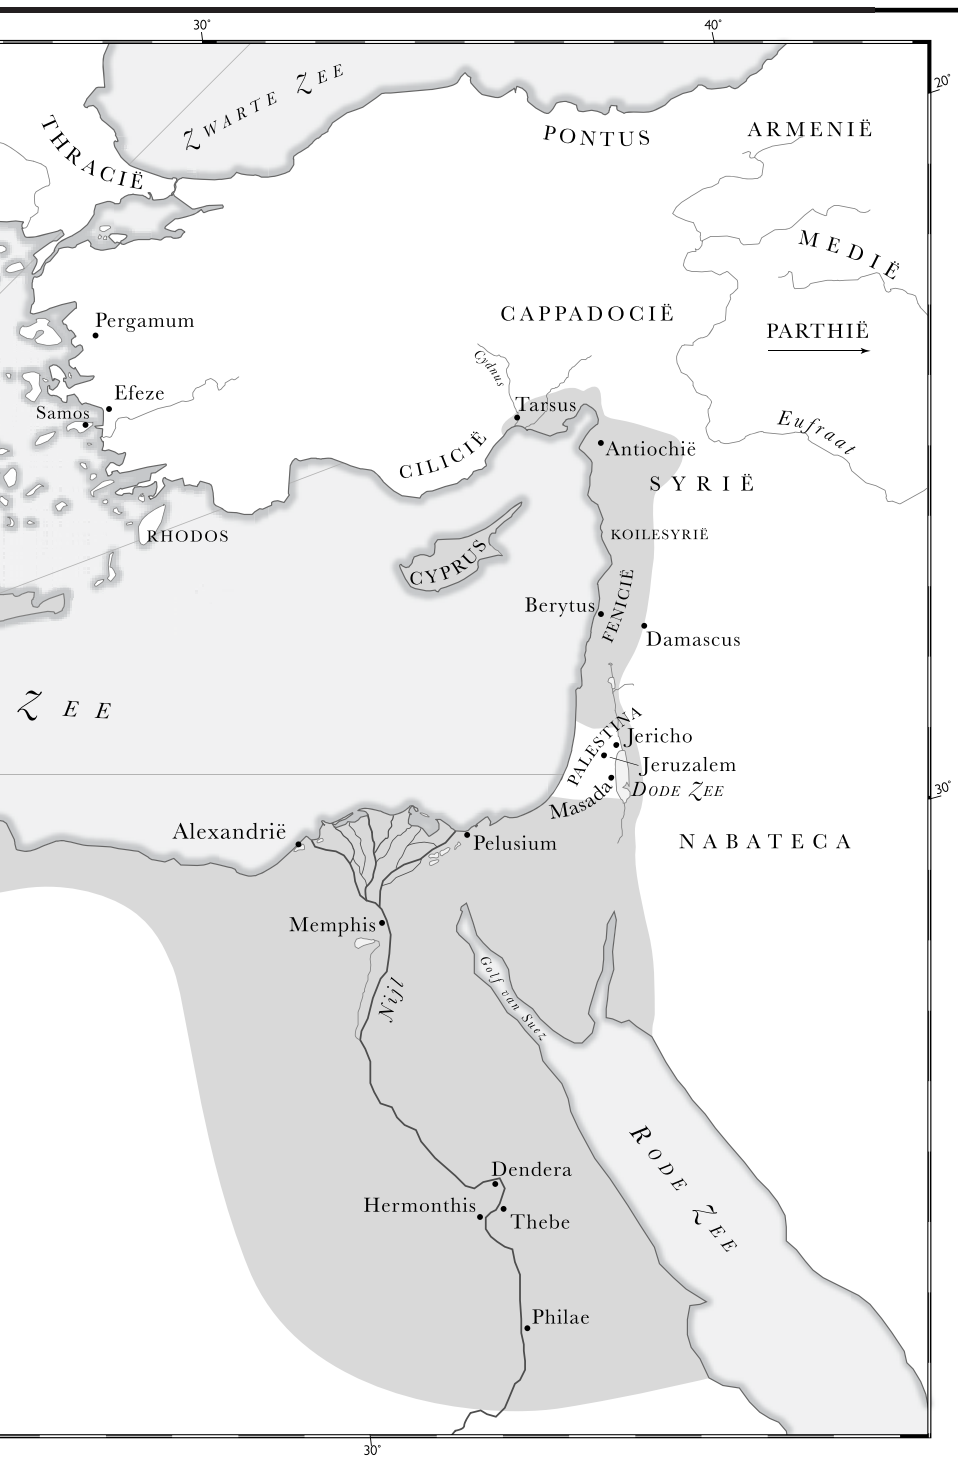 30°
40°
20°
ZWARTE ZEE
THRACIË
PONTUS
ARMENIË
MEDIË
CAPPADOCIË
Pergamum
PARTHIË
Cydnus
Efeze
Samos
Tarsus
Eufraat
CILICIË
Antiochië
SYRIË
RHODOS
KOILESYRIË
CYPRUS
Berytus
FENICIË
Damascus
ZEE
PALESTINA
Jericho
Jeruzalem
DODE ZEE
30°
Masada
Alexandrië
Pelusium
NABATECA
Memphis
Nijl
Golf van Suez
RODE ZEE
Dendera
Hermonthis
Thebe
Philae
30°